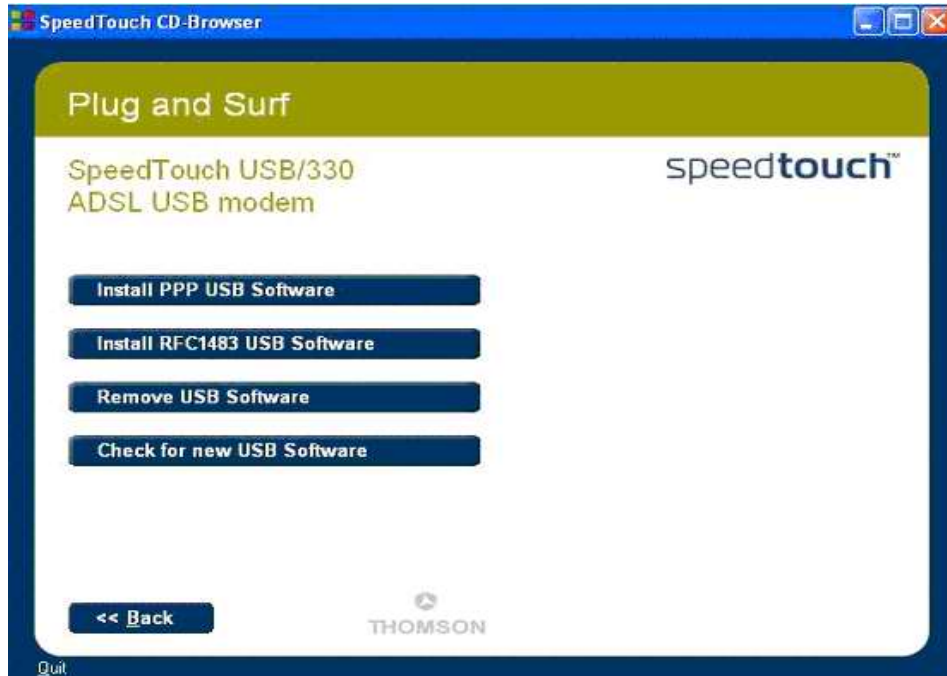 SpeedTouch CD-Browser
Plug and Surf
SpeedTouch USB/330
ADSL USB modem
speedtouch™
Install PPP USB Software
Install RFC1483 USB Software
Remove USB Software
Check for new USB Software
<< Back
THOMSON
Quit